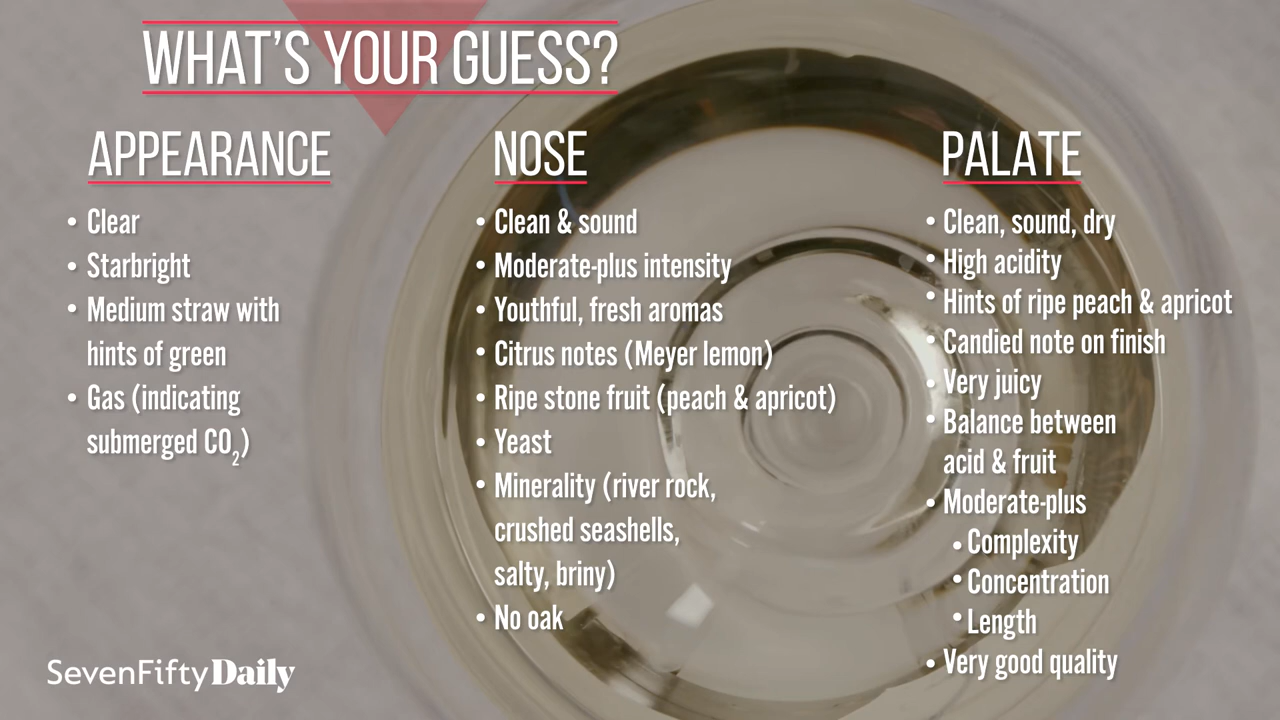 WHAT'S YOUR GUESS?
APPEARANCE
• Clear
• Starbright
• Medium straw with
hints of green
• Gas (indicating
submerged CO₂)
NOSE
• Clean & sound
• Moderate-plus intensity
• Youthful, fresh aromas
• Citrus notes (Meyer lemon)
• Ripe stone fruit (peach & apricot)
• Yeast
• Minerality (river rock,
crushed seashells,
salty, briny)
• No oak
PALATE
• Clean, sound, dry
• High acidity
• Hints of ripe peach & apricot
• Candied note on finish
• Very juicy
• Balance between
acid & fruit
• Moderate-plus
• Complexity
• Concentration
• Length
• Very good quality
SevenFifty Daily